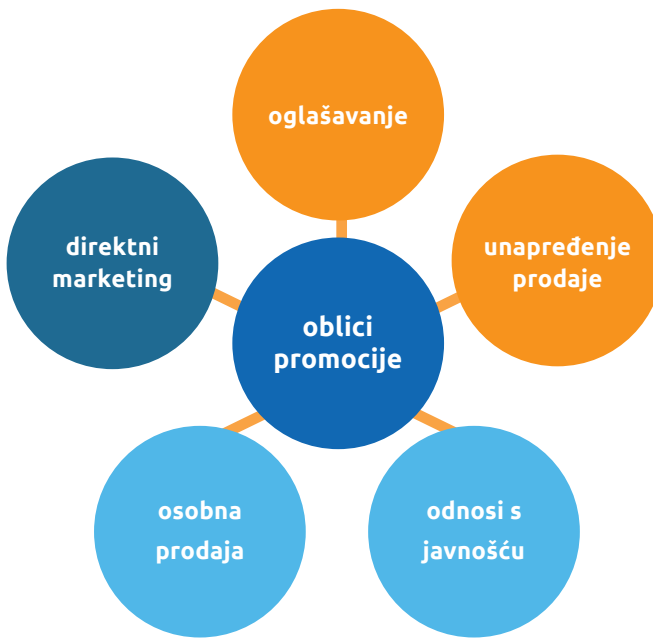 oglašavanje
direktni
marketing
unapređenje
prodaje
oblici
promocije
osobna
prodaja
odnosi s
javnošću